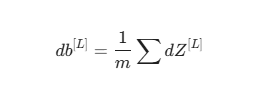 db^{[L]} = \frac{1}{m} \sum dZ^{[L]}